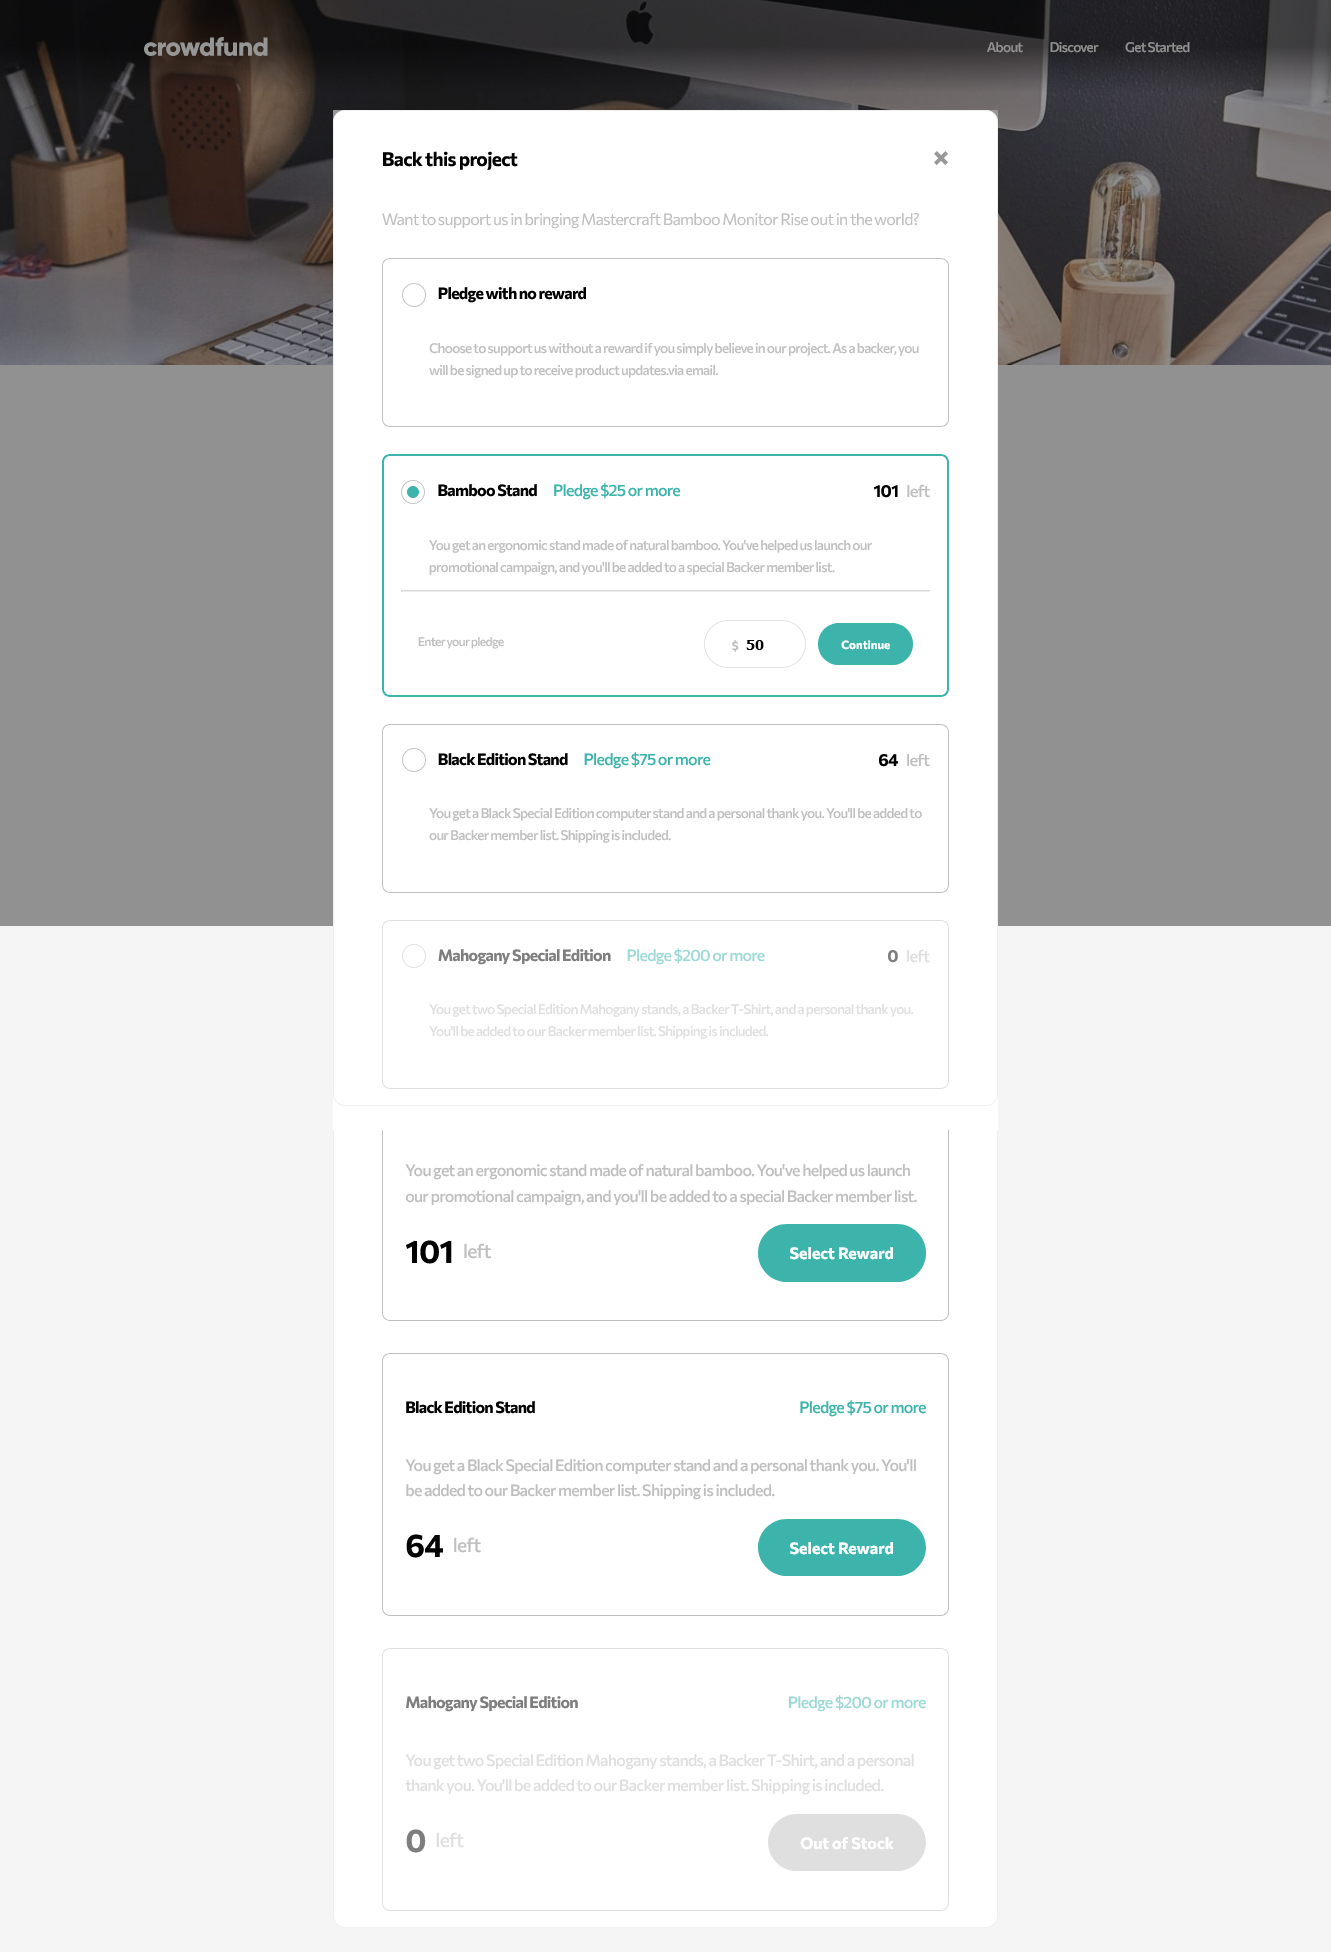 crowdfund
About Discover Get Started
Back this project
Want to support us in bringing Mastercraft Bamboo Monitor Rise out in the world?
Pledge with no reward
Choose to support us without a reward if you simply believe in our project. As a backer, you
will be signed up to receive product updates.via email.
Bamboo Stand Pledge $25 or more 101 left
You get an ergonomic stand made of natural bamboo. You've helped us launch our
promotional campaign, and you'll be added to a special Backer member list.
Enter your pledge $ 50 Continue
Black Edition Stand Pledge $75 or more 64 left
You get a Black Special Edition computer stand and a personal thank you. You'll be added to
our Backer member list. Shipping is included.
Mahogany Special Edition Pledge $200 or more 0 left
You get two Special Edition Mahogany stands, a Backer T-Shirt, and a personal thank you.
You'll be added to our Backer member list. Shipping is included.
You get an ergonomic stand made of natural bamboo. You've helped us launch
our promotional campaign, and you'll be added to a special Backer member list.
101 left Select Reward
Black Edition Stand Pledge $75 or more
You get a Black Special Edition computer stand and a personal thank you. You'll
be added to our Backer member list. Shipping is included.
64 left Select Reward
Mahogany Special Edition Pledge $200 or more
You get two Special Edition Mahogany stands, a Backer T-Shirt, and a personal
thank you. You'll be added to our Backer member list. Shipping is included.
0 left Out of Stock